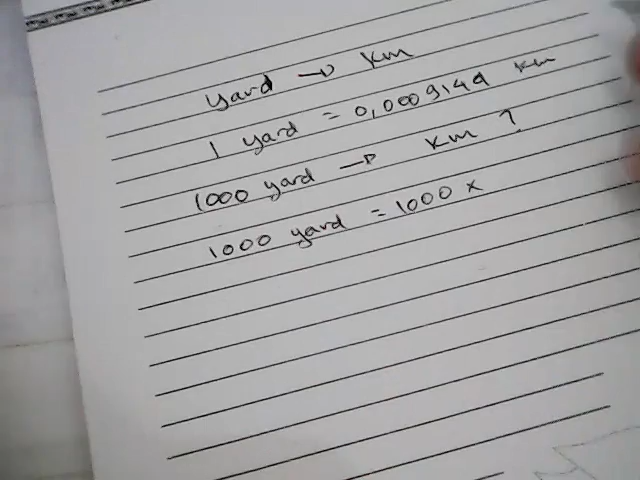 yard → km
1 yard = 0,0009144 km
1000 yard → km ?
1000 yard = 1000 x